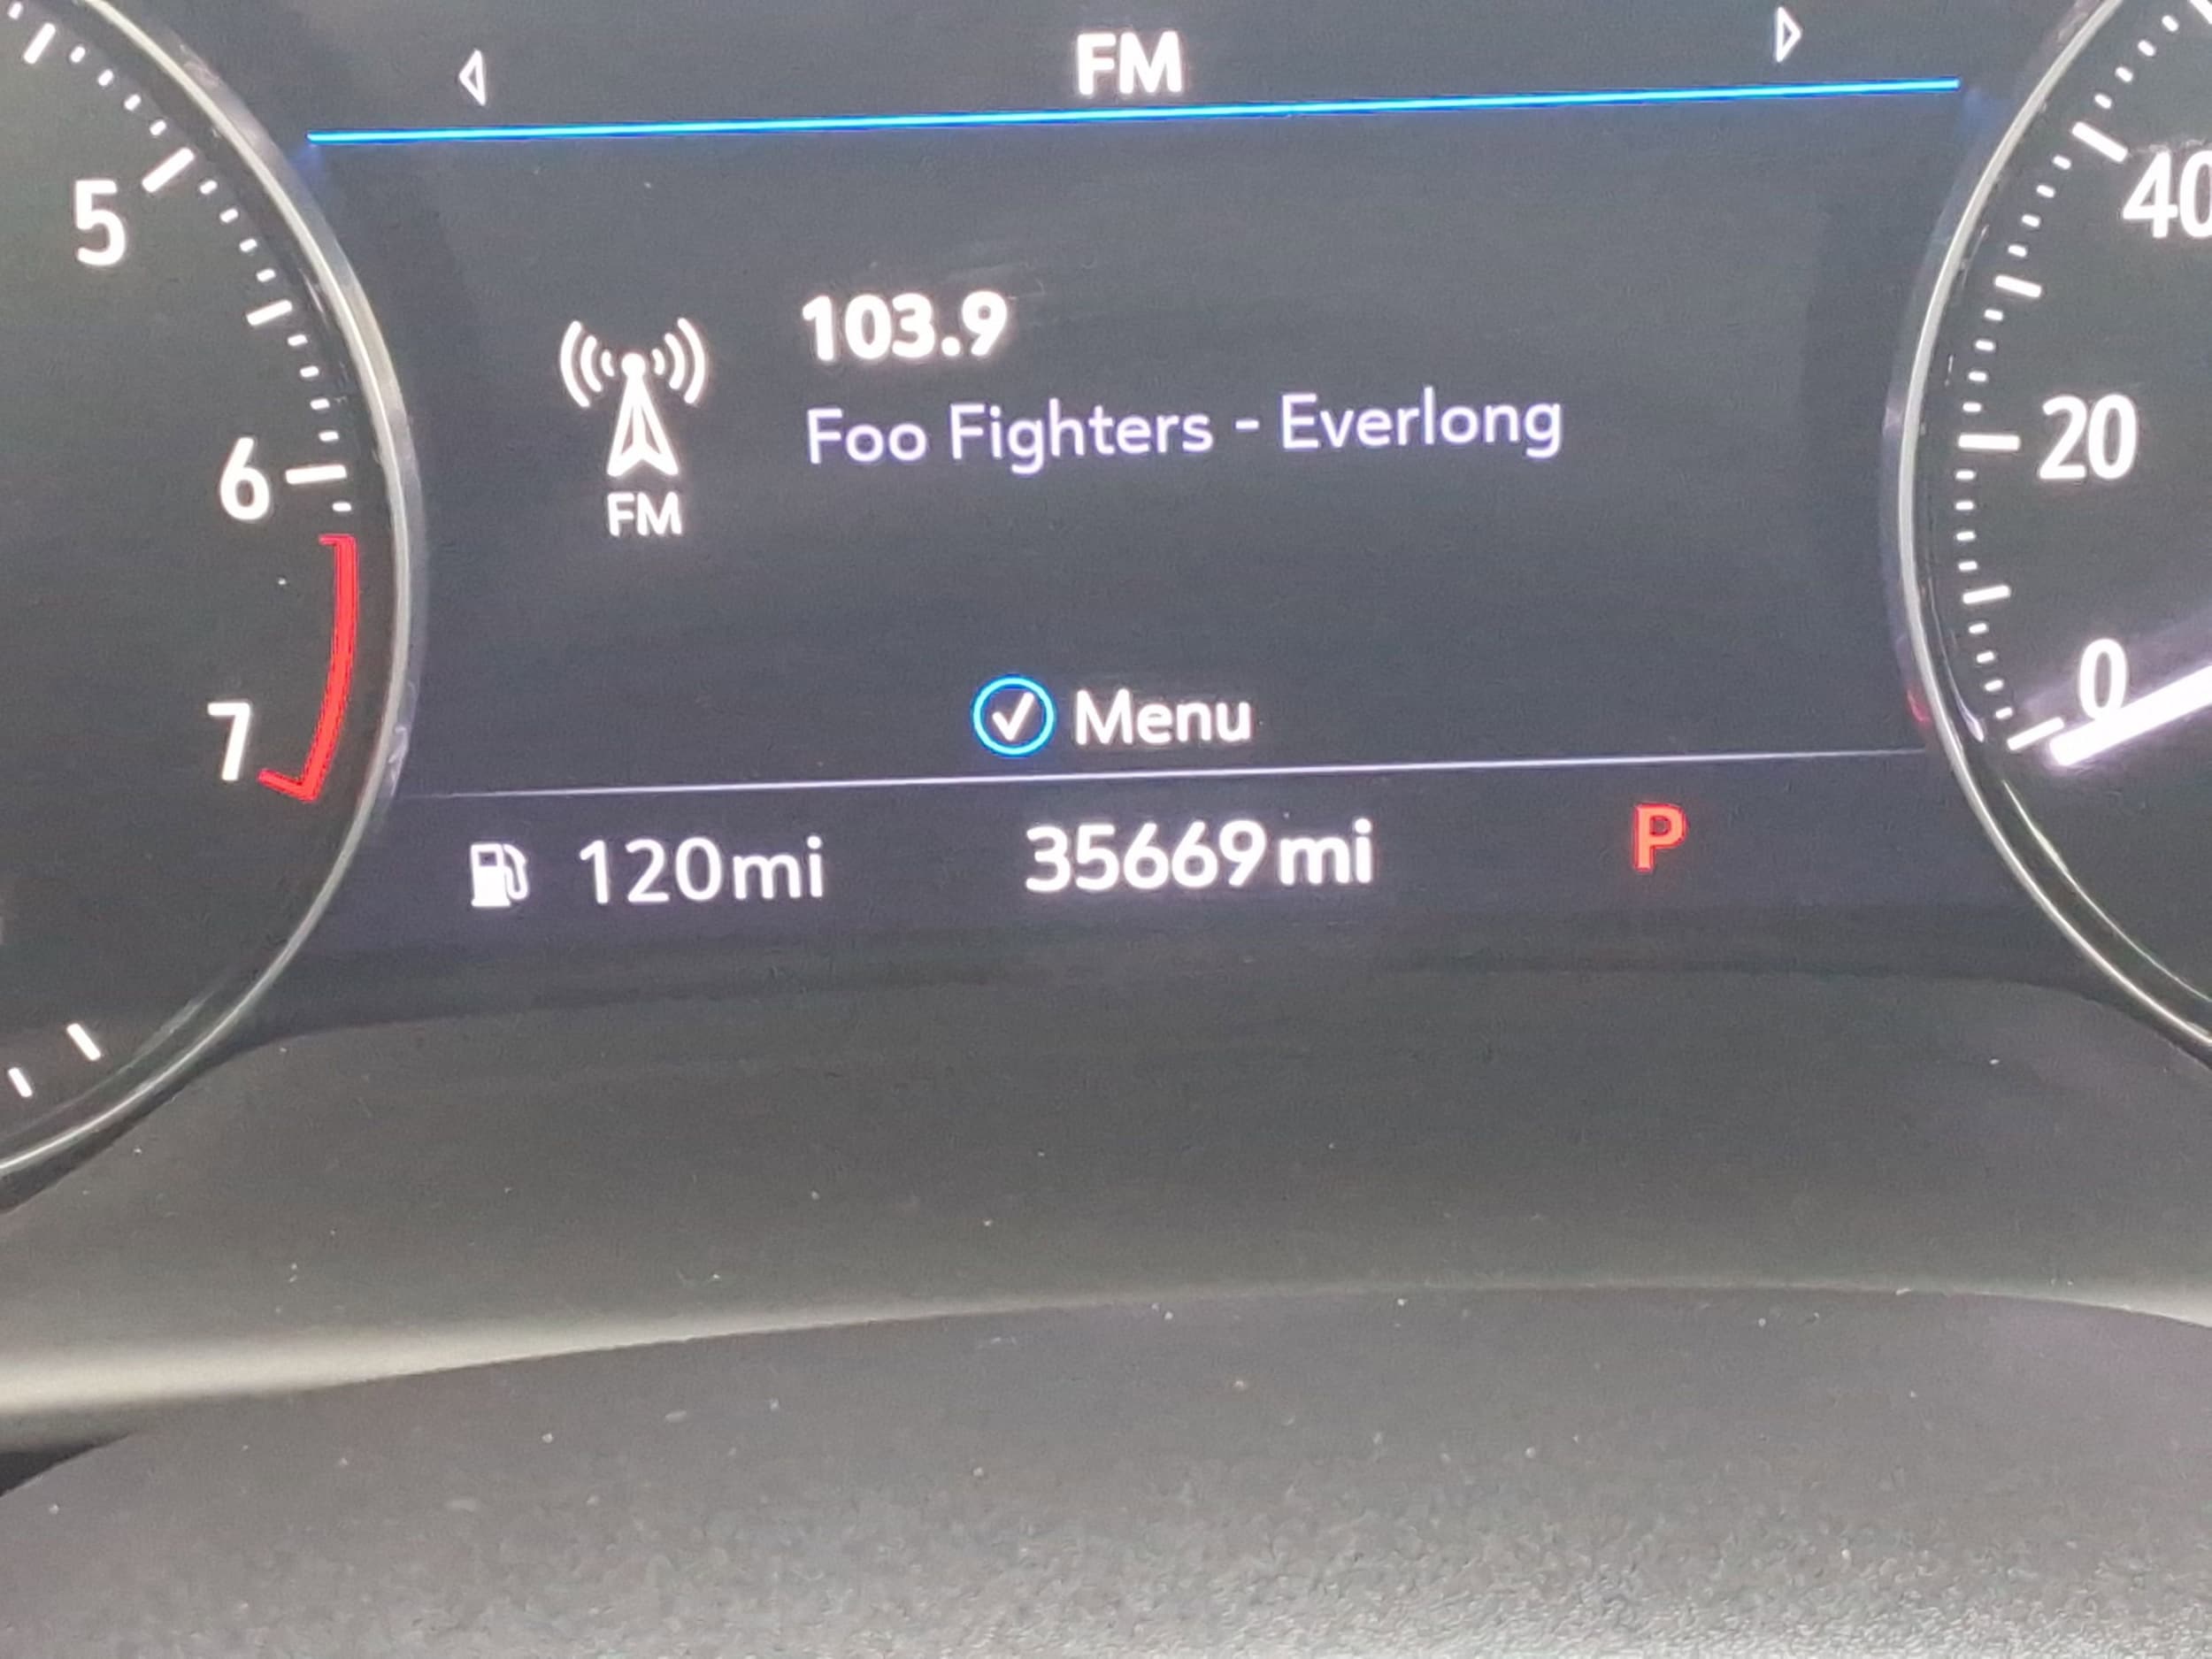 FM
103.9
Foo Fighters - Everlong
FM
Menu
120mi
35669mi
P
5
6
7
40
20
0